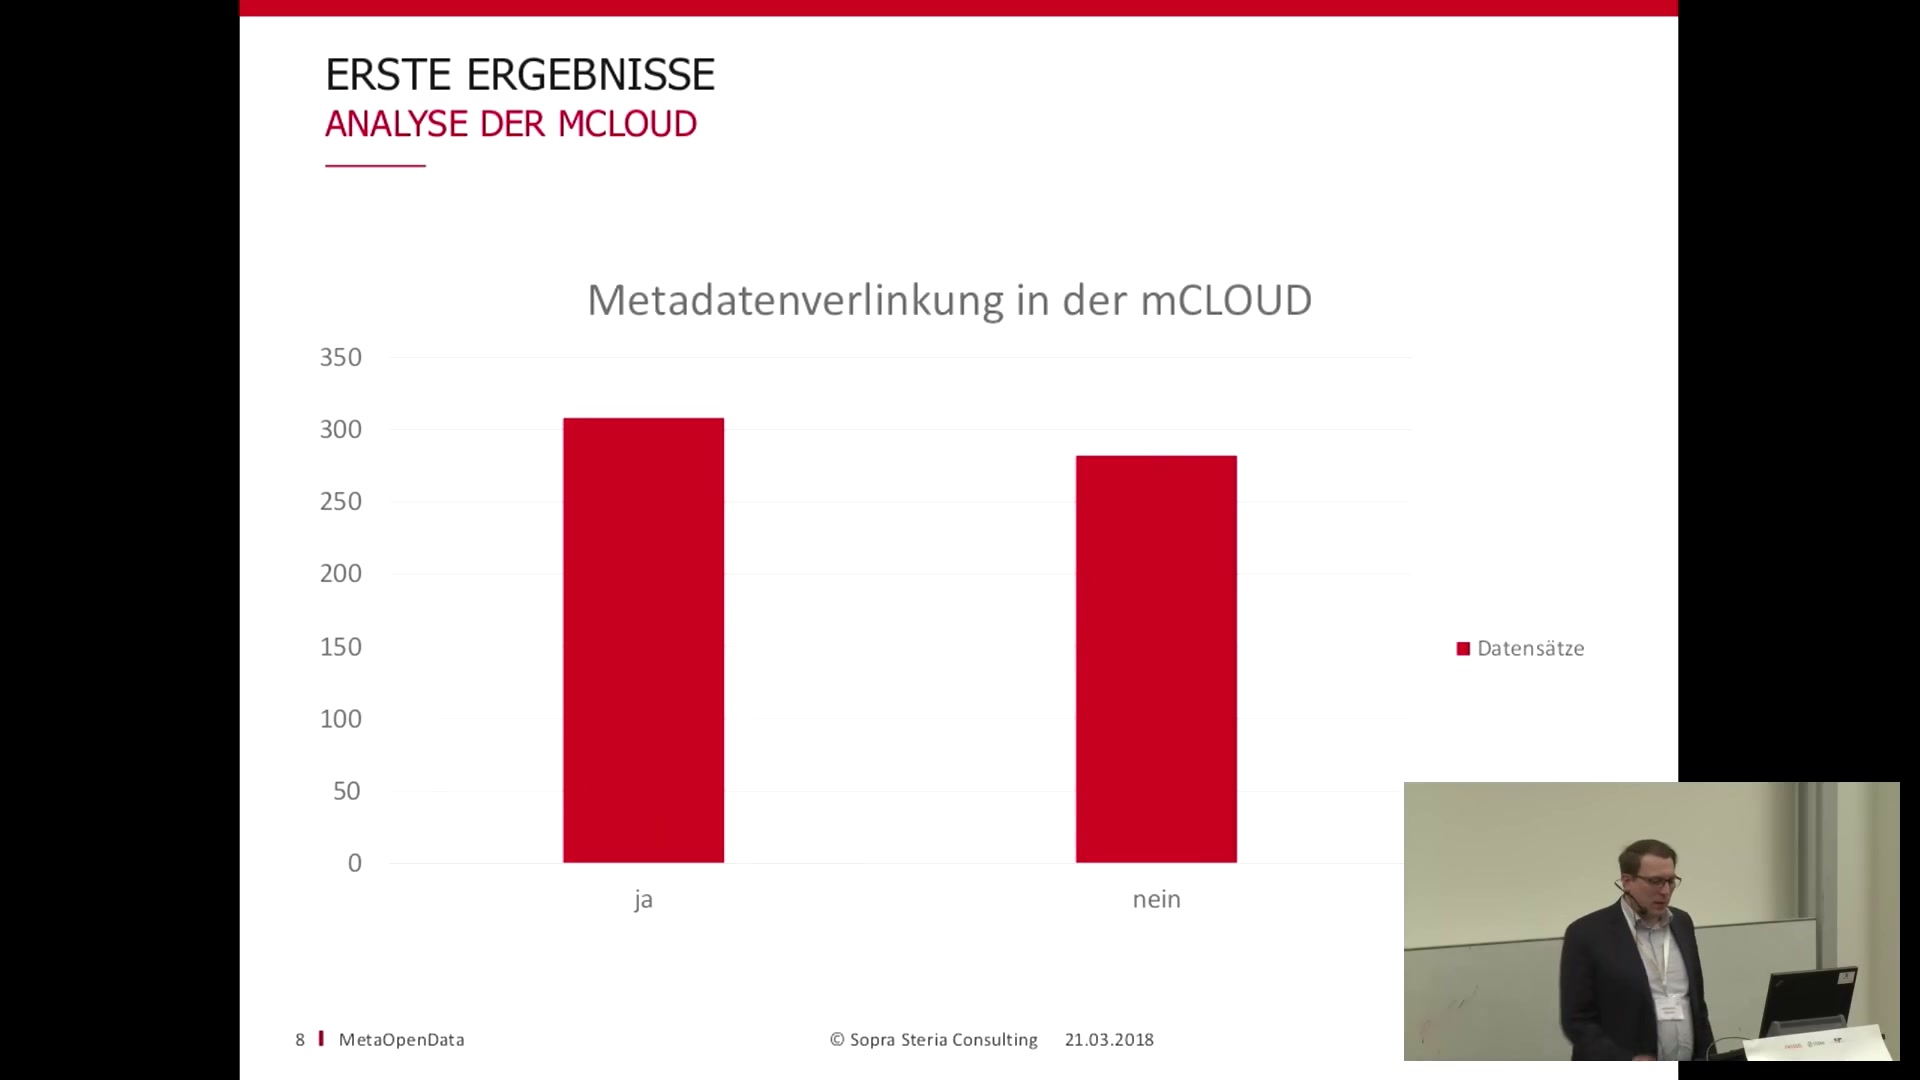 ERSTE ERGEBNISSE
ANALYSE DER MCLOUD
Metadatenverlinkung in der mCLOUD
350
300
250
200
150
100
50
0
ja
nein
Datensätze
8
MetaOpenData
© Sopra Steria Consulting
21.03.2018